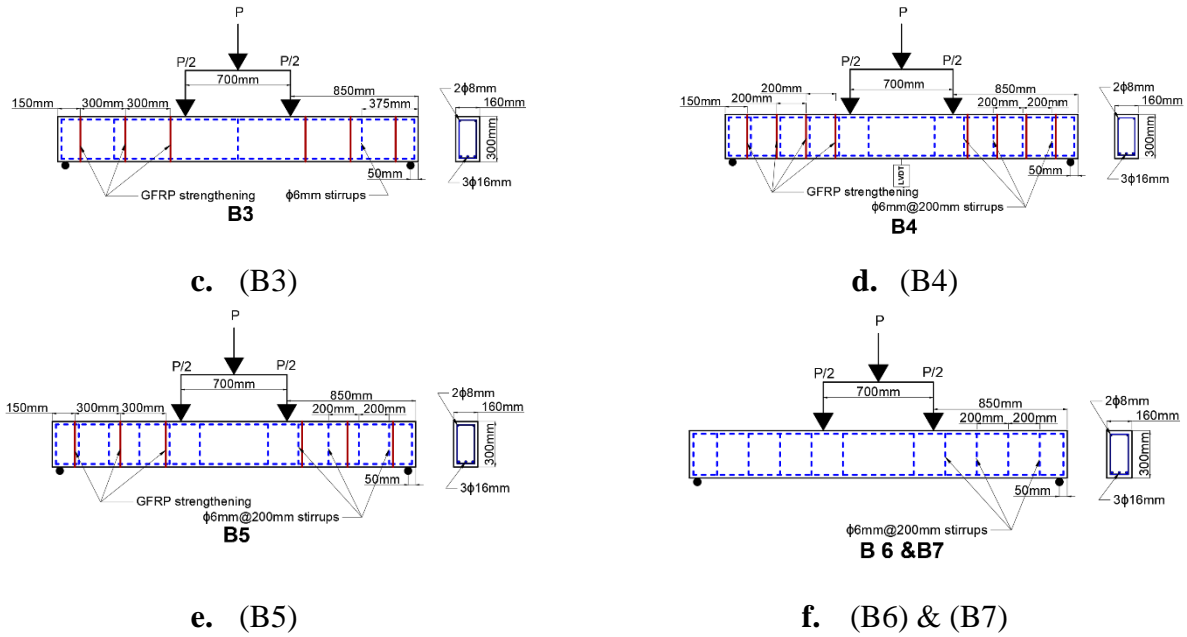 P
P/2 P/2
700mm
850mm
150mm 300mm 300mm 375mm
2ϕ8mm
160mm
300mm
50mm
GFRP strengthening ϕ6mm stirrups
3ϕ16mm
B3
c. (B3)
P
P/2 P/2
700mm
850mm
200mm
150mm 200mm 200mm 200mm
2ϕ8mm
160mm
300mm
LVDT
50mm
GFRP strengthening
3ϕ16mm
ϕ6mm@200mm stirrups
B4
d. (B4)
P
P/2 P/2
700mm
850mm
150mm 300mm 300mm 200mm 200mm
2ϕ8mm
160mm
300mm
50mm
GFRP strengthening
3ϕ16mm
ϕ6mm@200mm stirrups
B5
e. (B5)
P
P/2 P/2
700mm
850mm
200mm 200mm
2ϕ8mm
160mm
300mm
50mm
3ϕ16mm
ϕ6mm@200mm stirrups
B 6 &B7
f. (B6) & (B7)